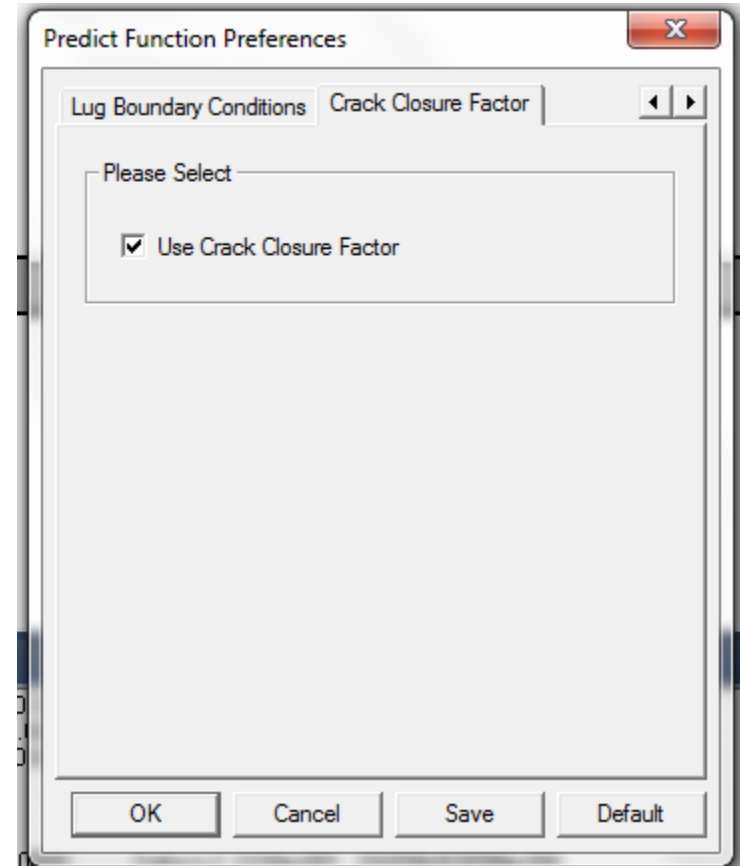 Predict Function Preferences
Lug Boundary Conditions Crack Closure Factor
Please Select
Use Crack Closure Factor
OK Cancel Save Default